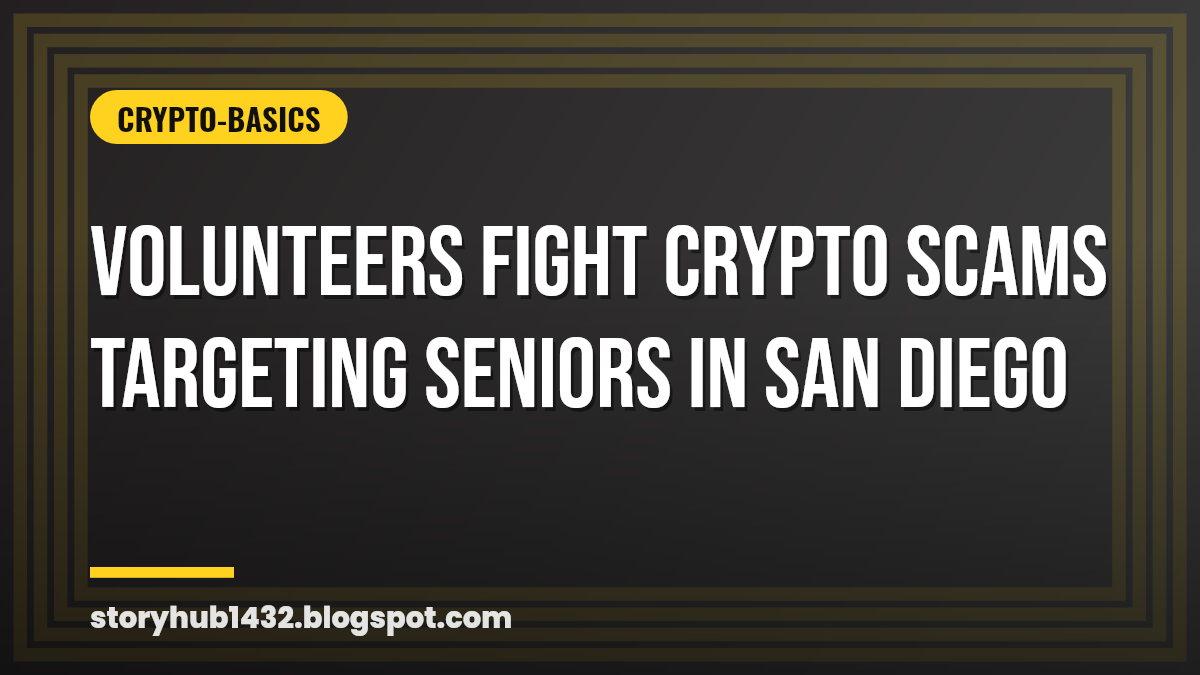 CRYPTO-BASICS
VOLUNTEERS FIGHT CRYPTO SCAMS
TARGETING SENIORS IN SAN DIEGO
storyhub1432.blogspot.com